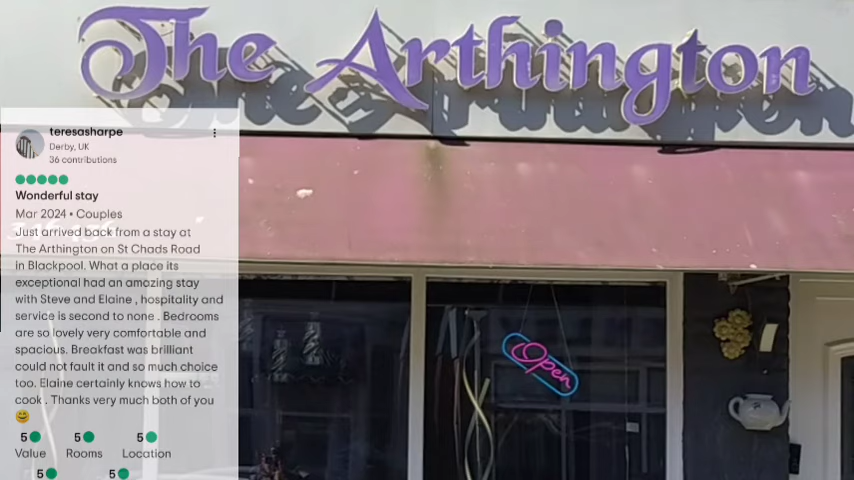 The Arthington
teresasharpe
Derby, UK
36 contributions
Wonderful stay
Mar 2024 • Couples
Just arrived back from a stay at
The Arthington on St Chads Road
in Blackpool. What a place its
exceptional had an amazing stay
with Steve and Elaine , hospitality and
service is second to none . Bedrooms
are so lovely very comfortable and
spacious. Breakfast was brilliant
could not fault it and so much choice
too. Elaine certainly knows how to
cook . Thanks very much both of you
😄
5 5 5
Value Rooms Location
5 5
Open